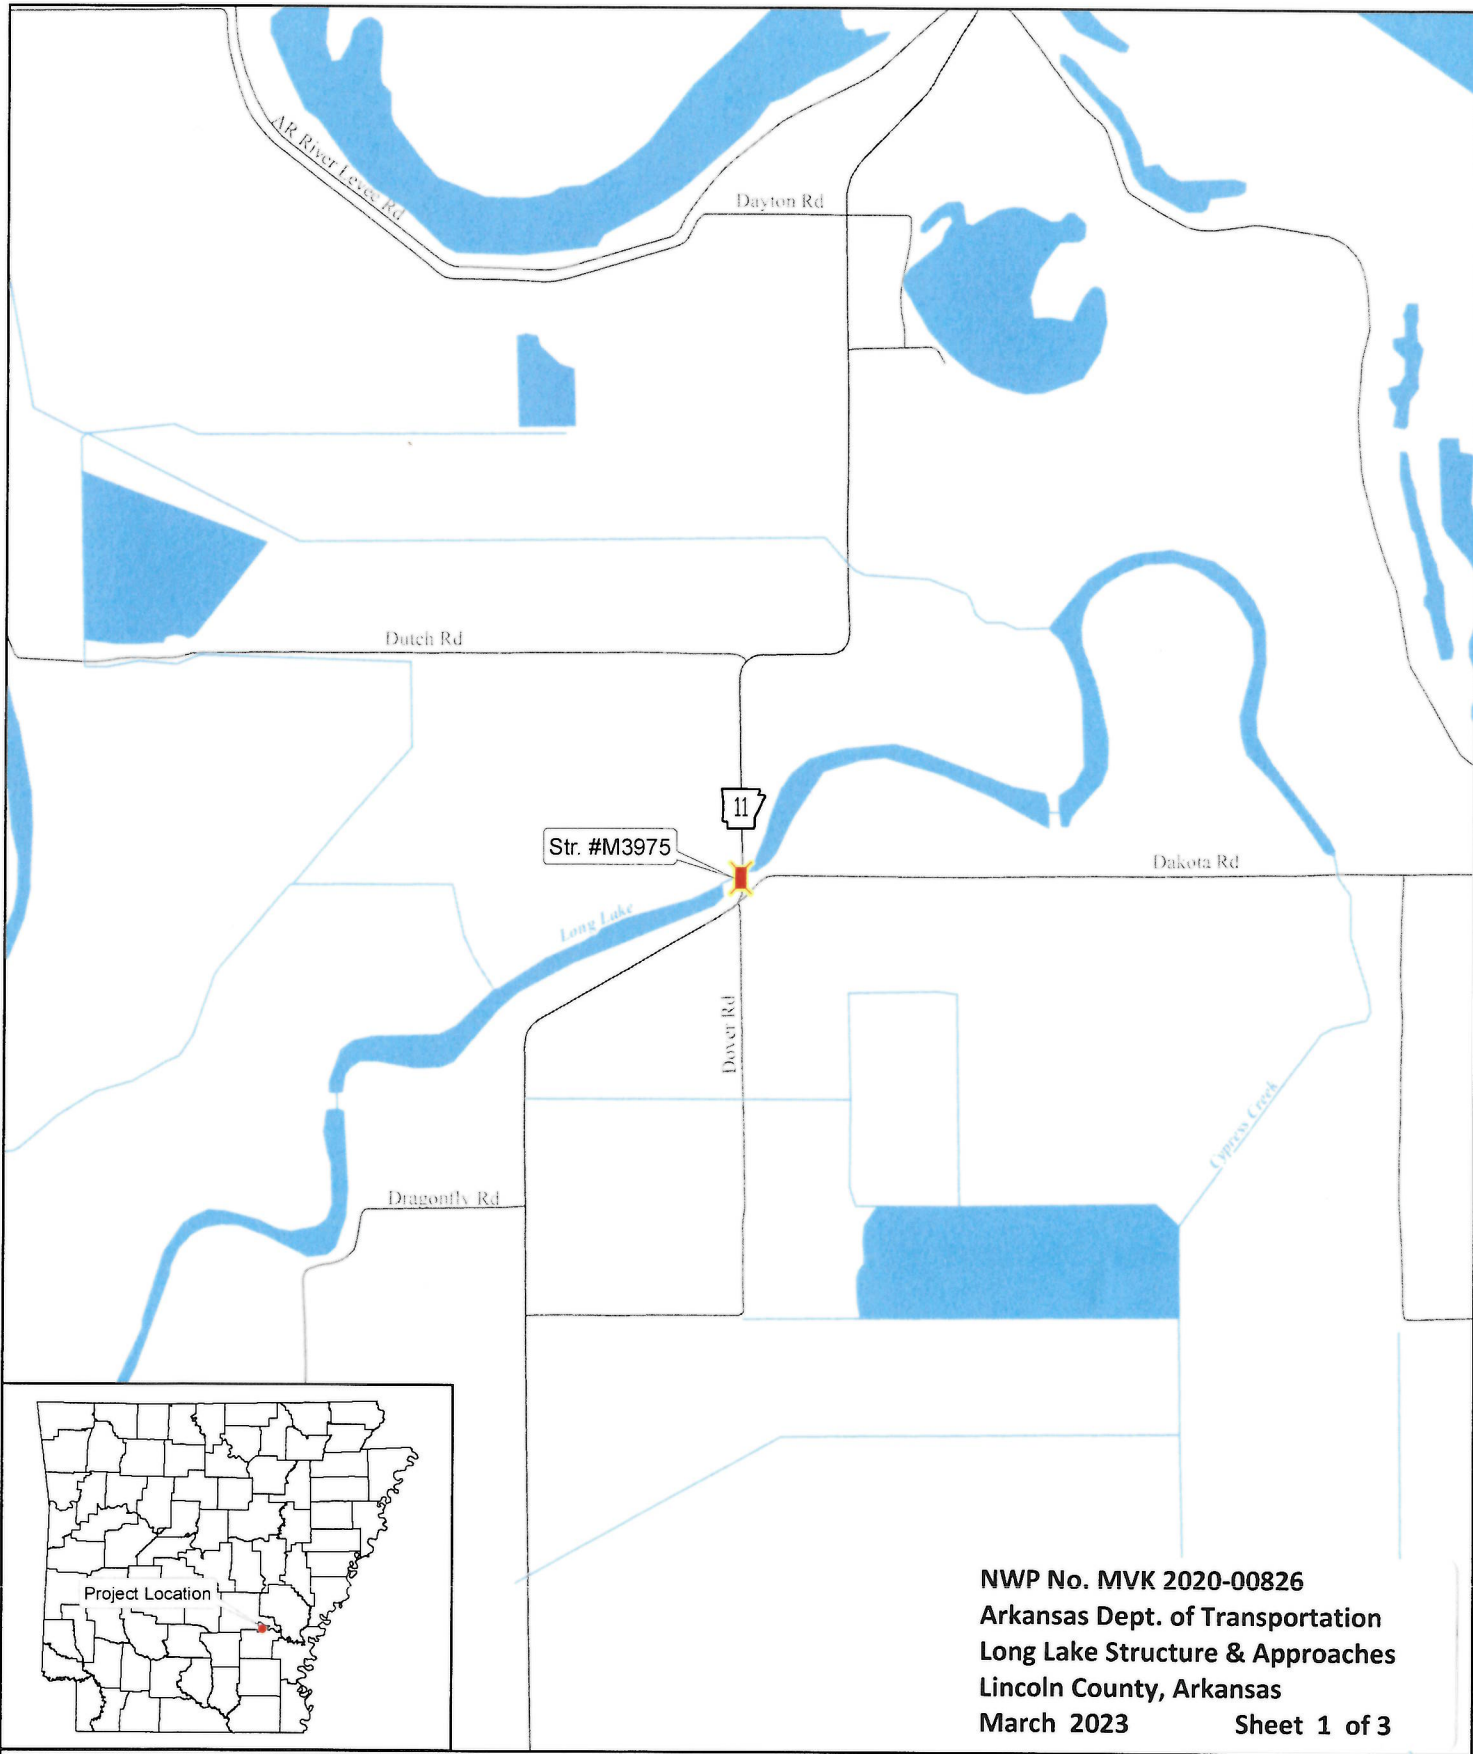 AR River Levee Rd
Dayton Rd
Dutch Rd
11
Str. #M3975
Dakota Rd
Long Lake
Dover Rd
Cypress Creek
Dragonfly Rd
Project Location
NWP No. MVK 2020-00826
Arkansas Dept. of Transportation
Long Lake Structure & Approaches
Lincoln County, Arkansas
March 2023 Sheet 1 of 3